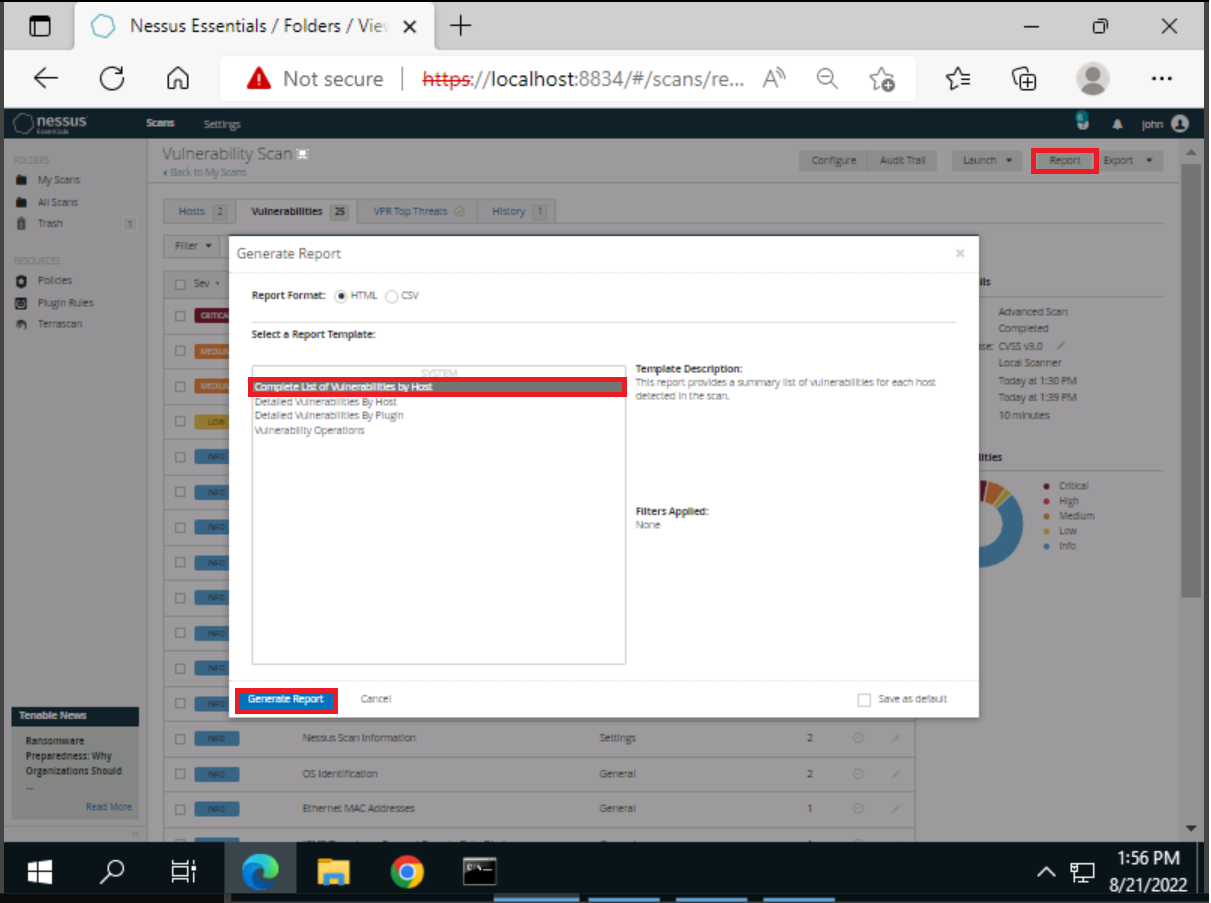 Nessus Essentials / Folders / View
Not secure
https://localhost:8834/#/scans/re...
nessus
Essentials
Scans
Settings
john
FOLDERS
My Scans
All Scans
Trash
1
RESOURCES
Policies
Plugin Rules
Terrascan
Vulnerability Scan
Back to My Scans
Configure
Audit Trail
Launch
Report
Export
Hosts 2
Vulnerabilities 25
VPR Top Threats
History 1
Filter
Sev
CRITICA
MEDIUM
MEDIUM
LOW
INFO
INFO
INFO
INFO
INFO
INFO
INFO
INFO
Generate Report
Report Format: HTML CSV
Select a Report Template:
SYSTEM
Complete List of Vulnerabilities by Host
Detailed Vulnerabilities By Host
Detailed Vulnerabilities By Plugin
Vulnerability Operations
Template Description:
This report provides a summary list of vulnerabilities for each host
detected in the scan.
Filters Applied:
None
Generate Report
Cancel
Save as default
ils
Advanced Scan
Completed
ase: CVSS v3.0
Local Scanner
Today at 1:30 PM
Today at 1:39 PM
10 minutes
ilities
Critical
High
Medium
Low
Info
INFO Nessus Scan Information Settings 2
INFO OS Identification General 2
INFO Ethernet MAC Addresses General 1
Tenable News
Ransomware
Preparedness: Why
Organizations Should
...
Read More
1:56 PM
8/21/2022